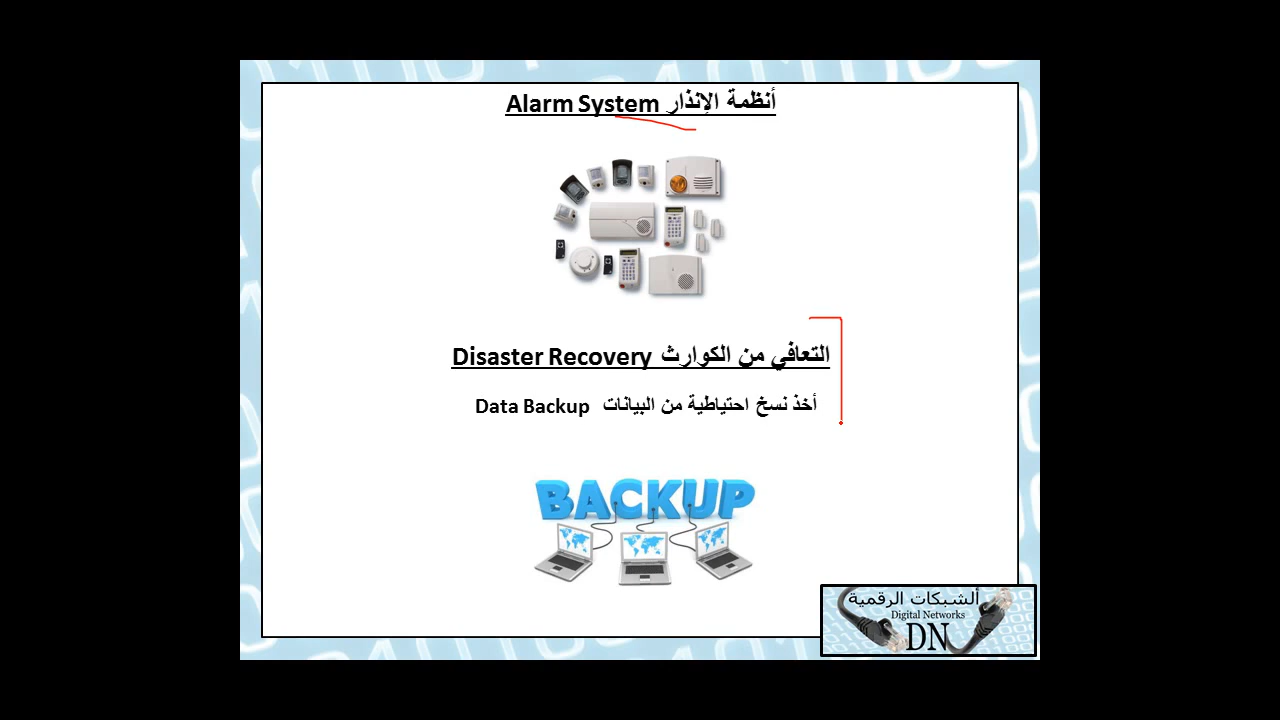 أنظمة الإنذار Alarm System
التعافي من الكوارث Disaster Recovery
أخذ نسخ احتياطية من البيانات Data Backup
BACKUP
ألشبكات الرقمية
Digital Networks
DN